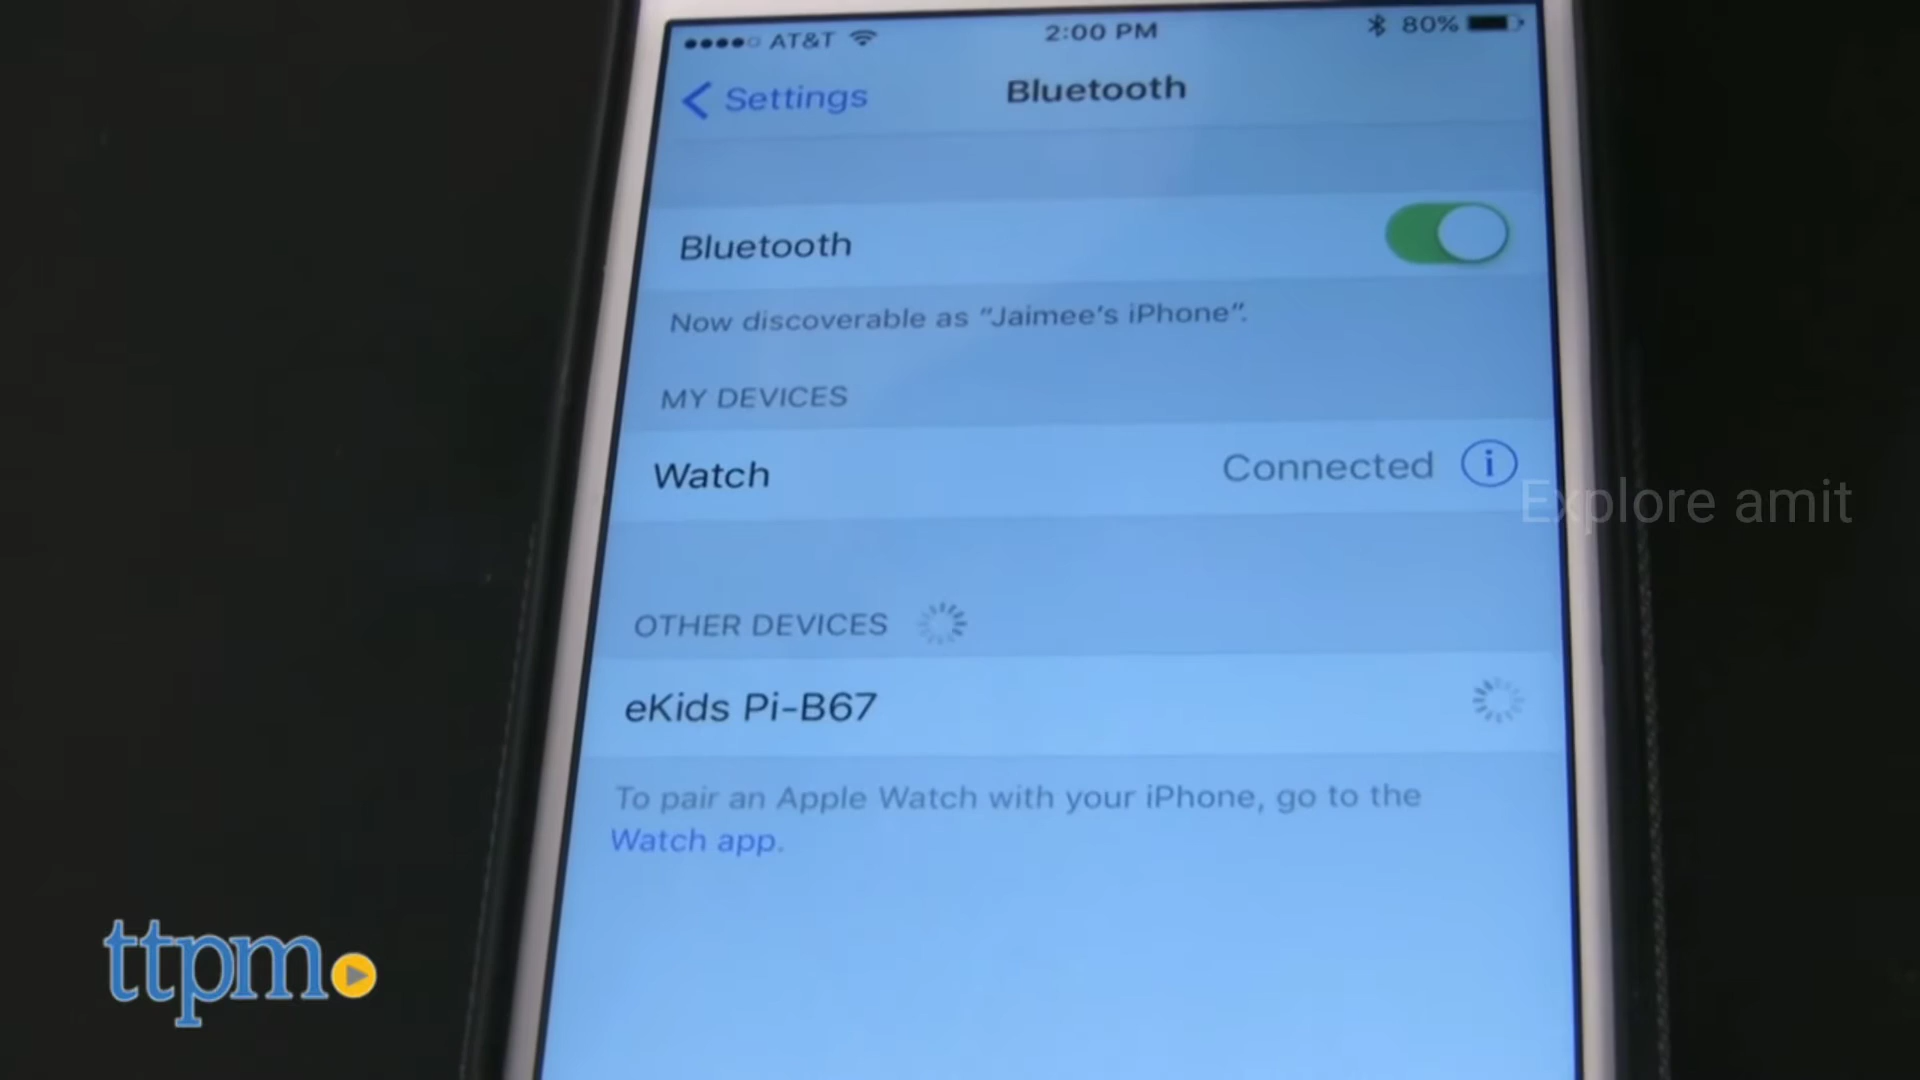 AT&T
2:00 PM
80%
Settings
Bluetooth
Bluetooth
Now discoverable as “Jaimee’s iPhone”.
MY DEVICES
Watch
Connected
Explore amit
OTHER DEVICES
eKids Pi-B67
To pair an Apple Watch with your iPhone, go to the
Watch app.
ttpm